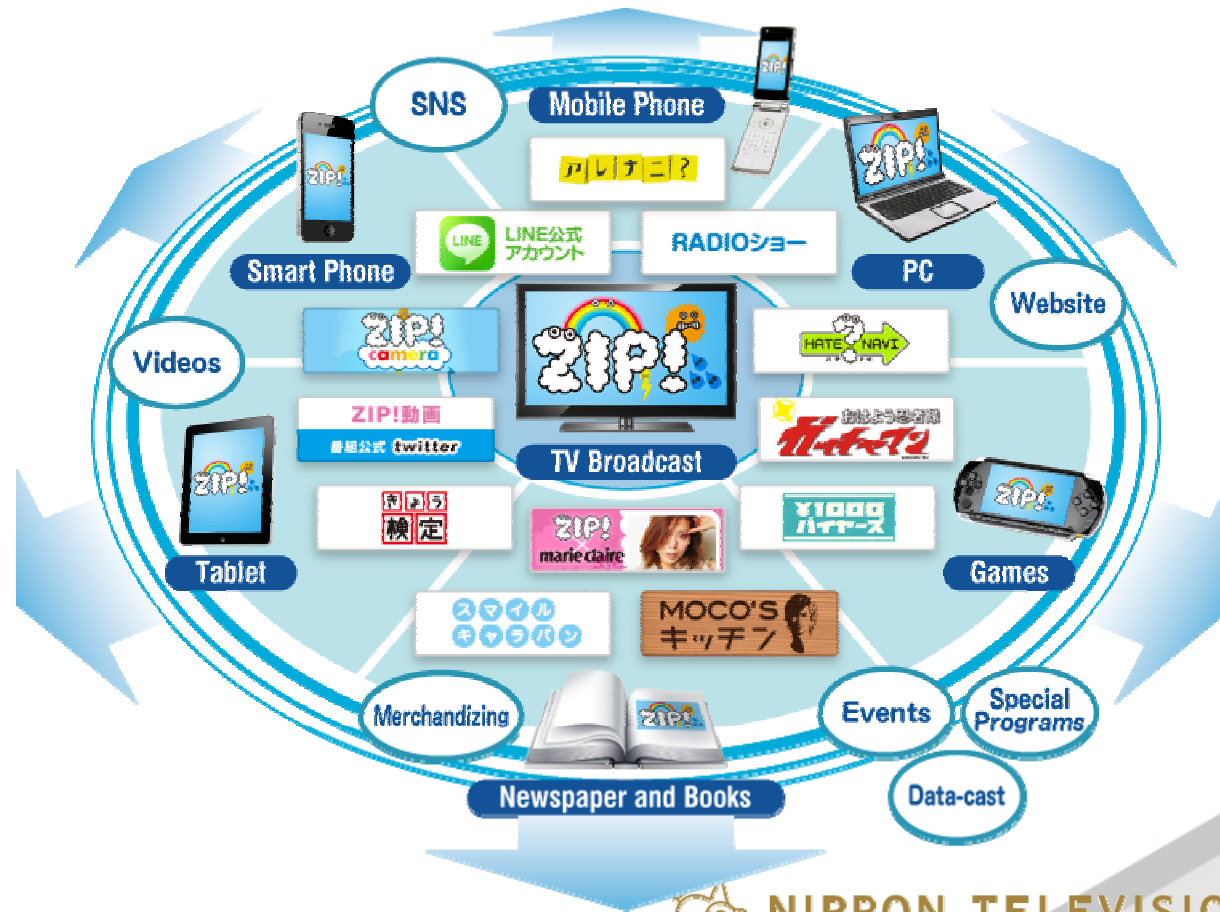 SNS
Mobile Phone
ZIP!
アレナニ?
ZIP!
ZIP!
LINE
LINE公式
アカウント
RADIOショー
Smart Phone
PC
Website
Videos
ZIP!
camera
ZIP!
HATE?NAVI
ZIP!動画
番組公式 twitter
おはよう忍者隊
ガッチャマン
TV Broadcast
ZIP!
きょう
検定
ZIP!
marie claire
style
¥1000
バイヤーズ
ZIP!
Tablet
Games
スマイル
キャラバン
MOCO'S
キッチン
Merchandizing
ZIP!
Events
Special
Programs
Newspaper and Books
Data-cast
NIPPON TELEVISIO